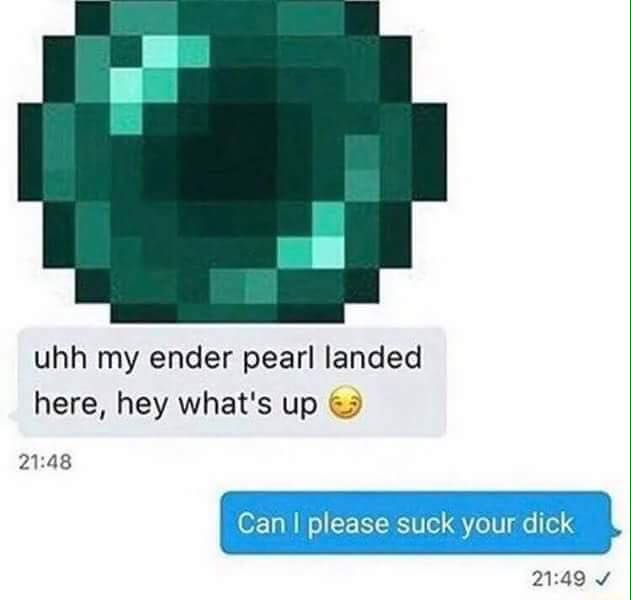 uhh my ender pearl landed
here, hey what's up 😏
21:48
Can I please suck your dick
21:49 ✓